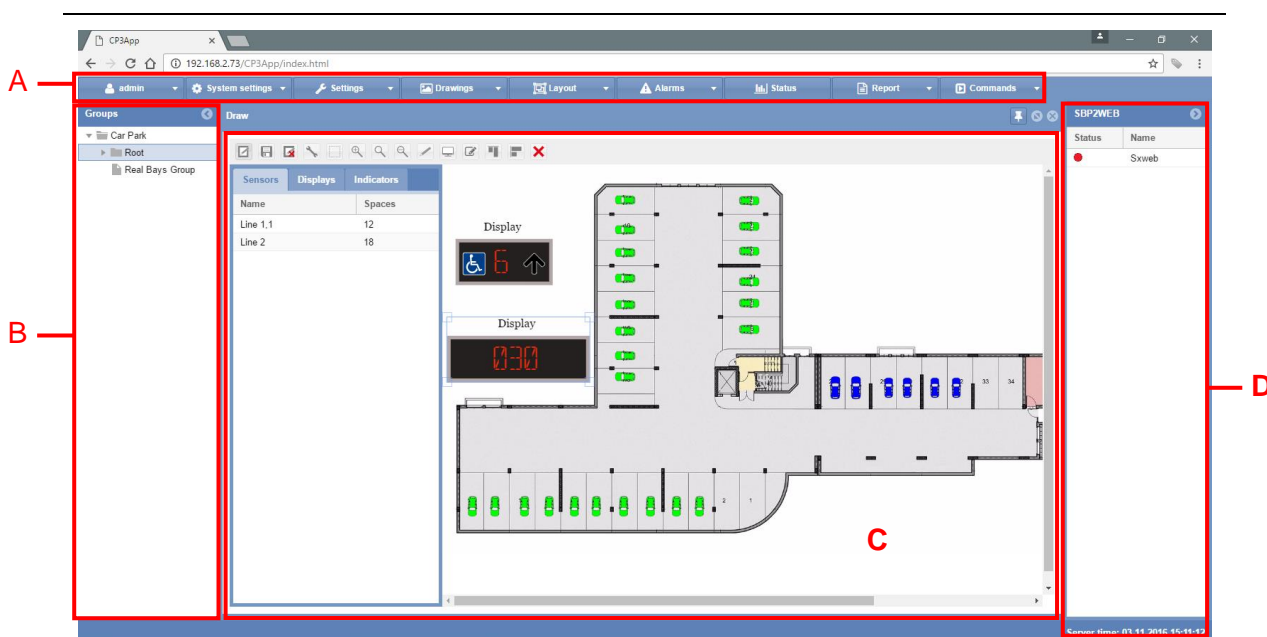 CP3App
192.168.2.73/CP3App/index.html
A
admin
System settings
Settings
Drawings
Layout
Alarms
Status
Report
Commands
Groups
Draw
SBP2WEB
Car Park
Root
Real Bays Group
Status Name
Sxweb
Sensors Displays Indicators
Name Spaces
Line 1,1 12
Line 2 18
Display
6
Display
030
B
33 34
2 1
C
D
Server time: 03.11.2016 15:11:12